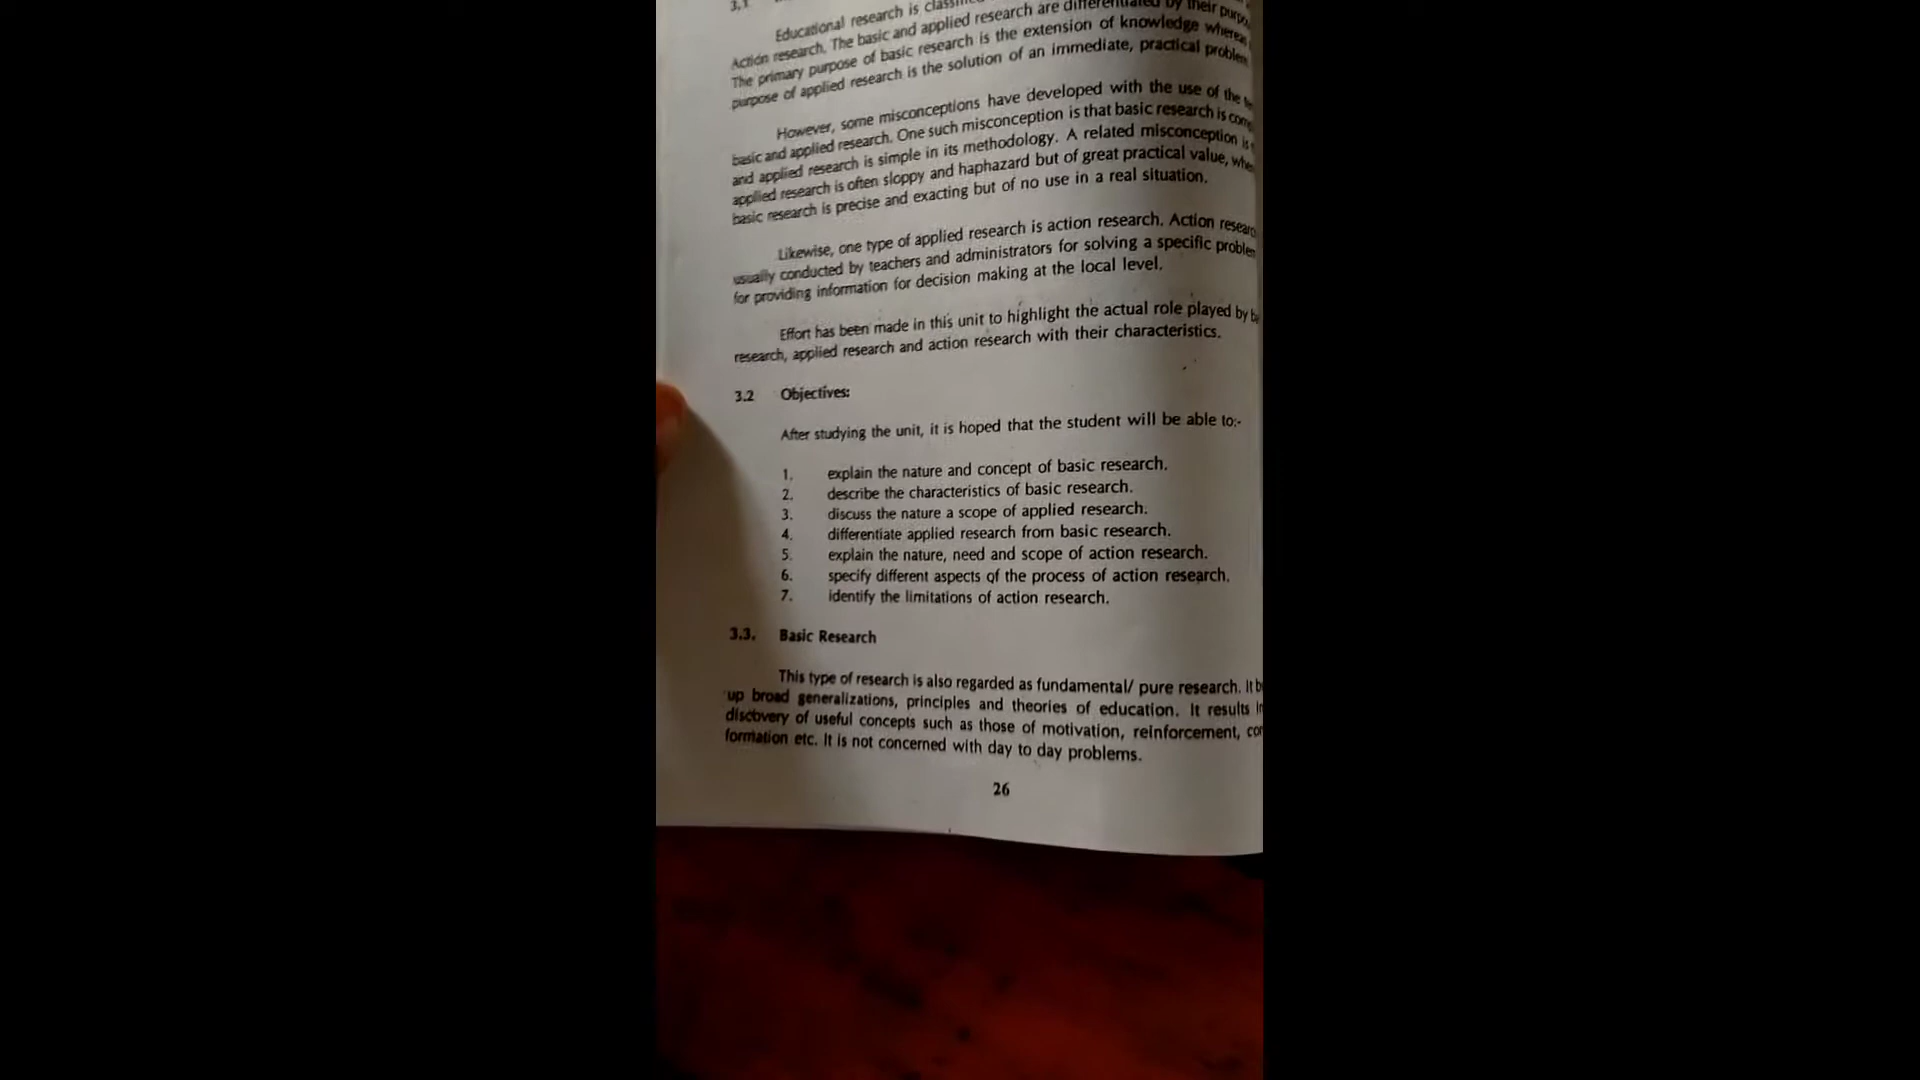 3.1
Educational research is
Action research. The basic and applied research are differentiated by their
The primary purpose of basic research is the extension of knowledge
purpose of applied research is the solution of an immediate, practical
However, some misconceptions have developed with the use of the
basic and applied research. One such misconception is that basic research is
and applied research is simple in its methodology. A related misconception is
applied research is often sloppy and haphazard but of great practical value,
basic research is precise and exacting but of no use in a real situation.
Likewise, one type of applied research is action research. Action
usually conducted by teachers and administrators for solving a specific
for providing information for decision making at the local level.
Effort has been made in this unit to highlight the actual role played by
research, applied research and action research with their characteristics.
3.2 Objectives:
After studying the unit, it is hoped that the student will be able to:-
1. explain the nature and concept of basic research.
2. describe the characteristics of basic research.
3. discuss the nature a scope of applied research.
4. differentiate applied research from basic research.
5. explain the nature, need and scope of action research.
6. specify different aspects of the process of action research.
7. identify the limitations of action research.
3.3. Basic Research
This type of research is also regarded as fundamental/ pure research. It
up broad generalizations, principles and theories of education. It results
discovery of useful concepts such as those of motivation, reinforcement,
formation etc. It is not concerned with day to day problems.
26